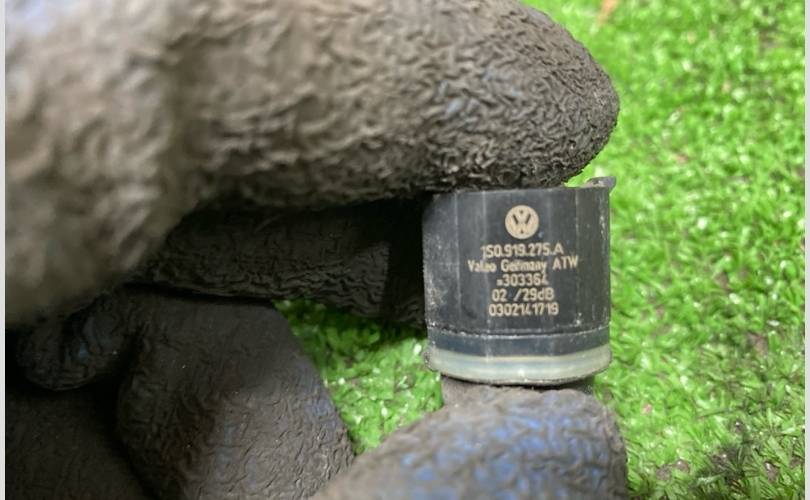 1S0.919.275.A
Valeo Germany ATW
=303364
02 /29dB
0302141719